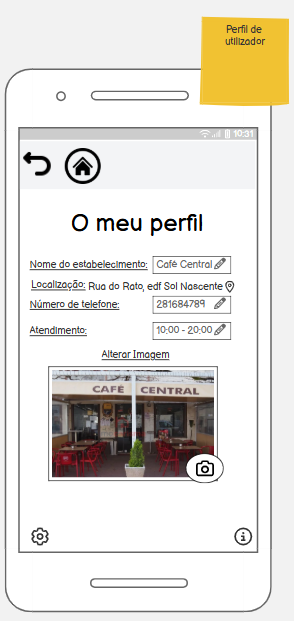 Perfil de
utilizador
10:31
O meu perfil
Nome do estabelecimento: Café Central
Localização: Rua do Rato, edf Sol Nascente
Número de telefone: 281684789
Atendimento: 10:00 - 20:00
Alterar Imagem
CAFÉ CENTRAL